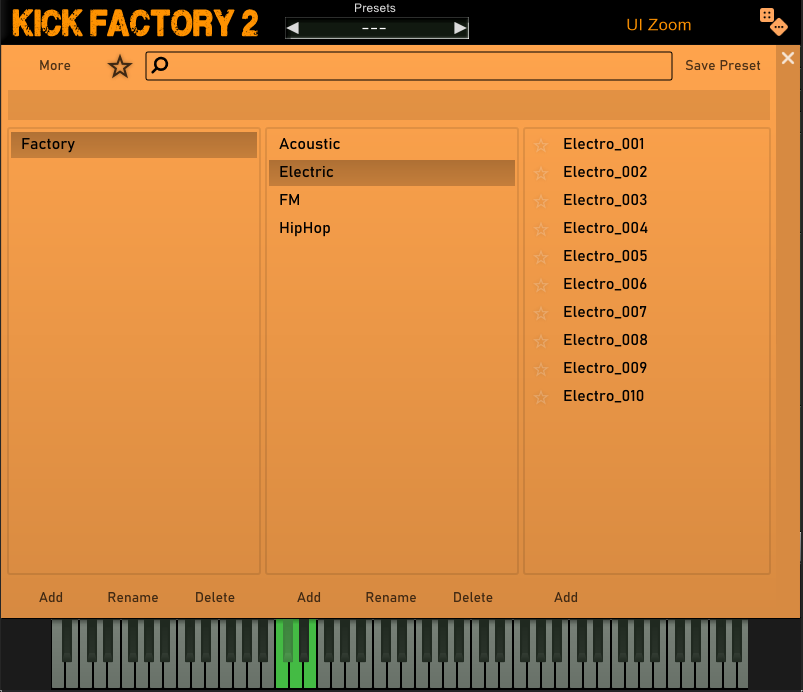 KICK FACTORY 2
Presets
---
UI Zoom
More
Save Preset
Factory
Acoustic
Electric
FM
HipHop
Electro_001
Electro_002
Electro_003
Electro_004
Electro_005
Electro_006
Electro_007
Electro_008
Electro_009
Electro_010
Add Rename Delete
Add Rename Delete
Add